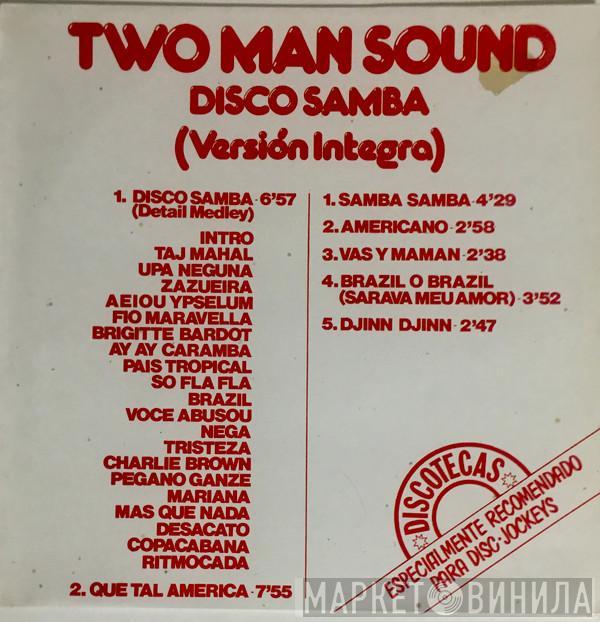 TWO MAN SOUND
DISCO SAMBA
(Versión Integra)
1. DISCO SAMBA - 6'57
(Detail Medley)
INTRO
TAJ MAHAL
UPA NEGUNA
ZAZUEIRA
A E I O U YPSELUM
FIO MARAVELLA
BRIGITTE BARDOT
AY AY CARAMBA
PAIS TROPICAL
SO FLA FLA
BRAZIL
VOCE ABUSOU
NEGA
TRISTEZA
CHARLIE BROWN
PEGANO GANZE
MARIANA
MAS QUE NADA
DESACATO
COPACABANA
RITMOCADA
2. QUE TAL AMERICA - 7'55
1. SAMBA SAMBA - 4'29
2. AMERICANO - 2'58
3. VAS Y MAMAN - 2'38
4. BRAZIL O BRAZIL
(SARAVA MEU AMOR) - 3'52
5. DJINN DJINN - 2'47
DISCOTECAS
ESPECIALMENTE RECOMENDADO
PARA DISC-JOCKEYS
МАРКЕТ ВИНИЛА